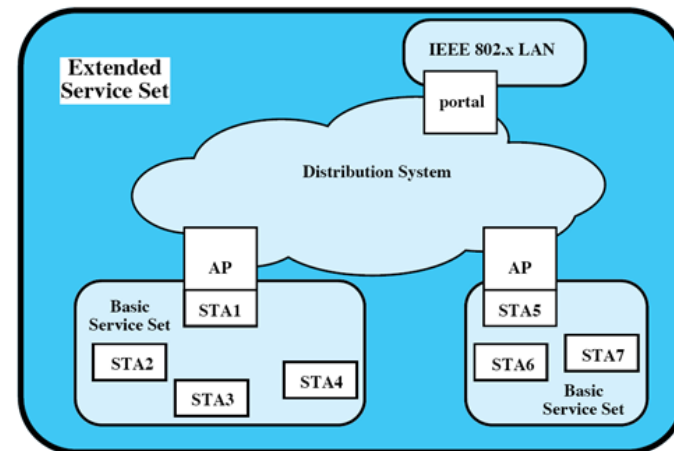 IEEE 802.x LAN
Extended
Service Set
portal
Distribution System
AP
AP
STA1
STA5
Basic
Service Set
STA2
STA3
STA4
STA6
STA7
Basic
Service Set